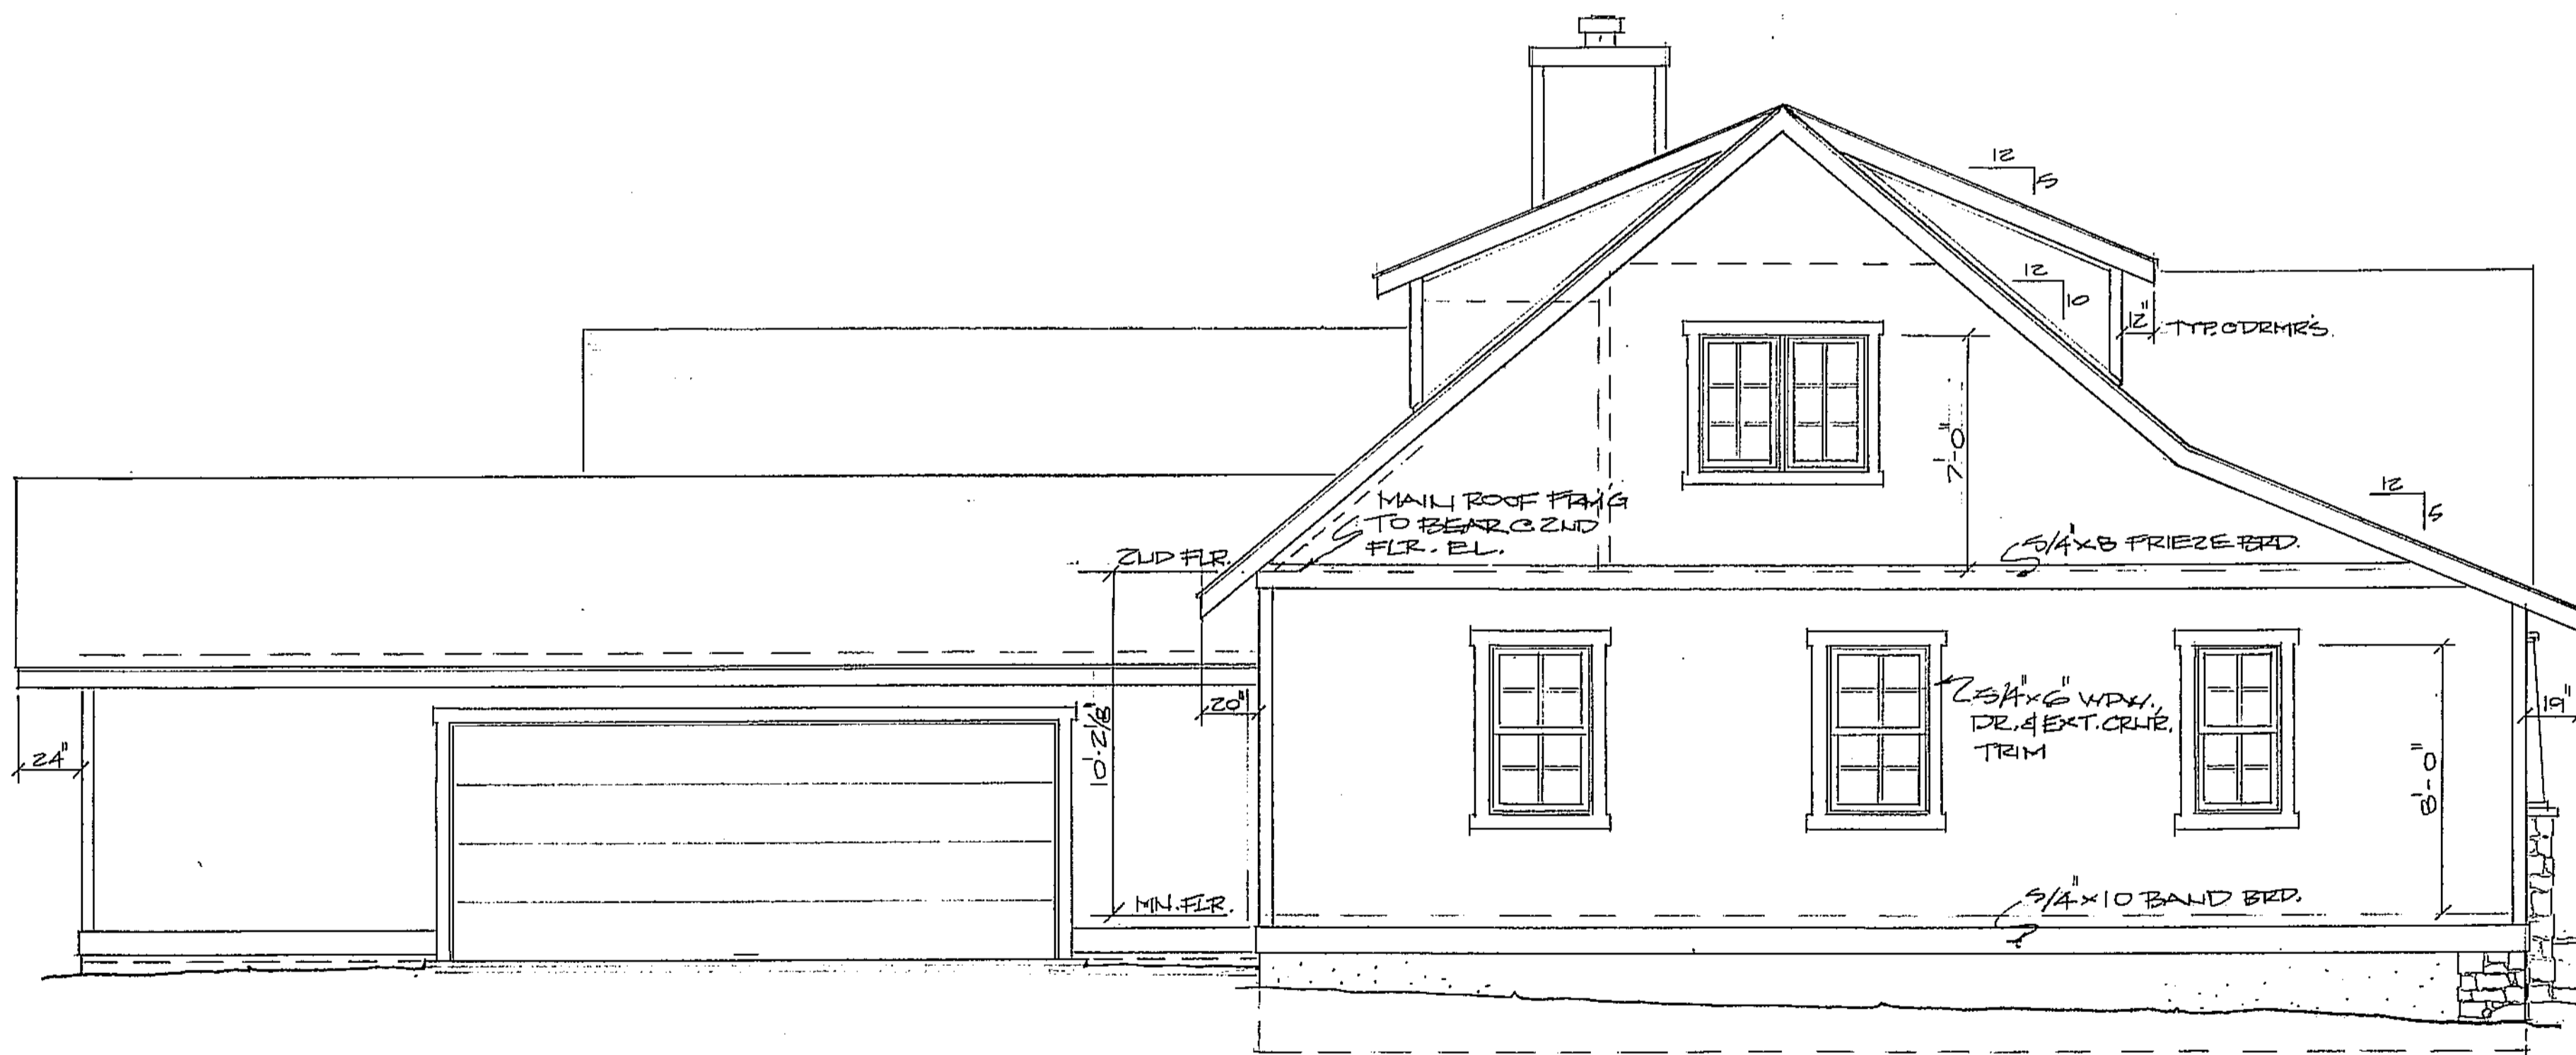 12
5
12
10
12"
TYP. @ DRMR'S.
7'-0"
MAIN ROOF FRM'G
TO BEAR @ 2ND
FLR. EL.
12
5
2ND FLR.
5/4"x8 FRIEZE BRD.
20"
10'-2 1/8"
24"
5/4"x6" WDW.,
DR. & EXT. CRNR.
TRIM
19"
8'-0"
MN. FLR.
5/4"x10 BAND BRD.